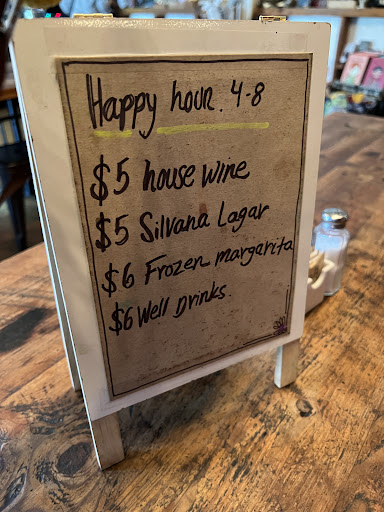 Happy hour. 4-8
$5 house wine
$5 Silvana Lagar
$6 Frozen margarita
$6 Well Drinks